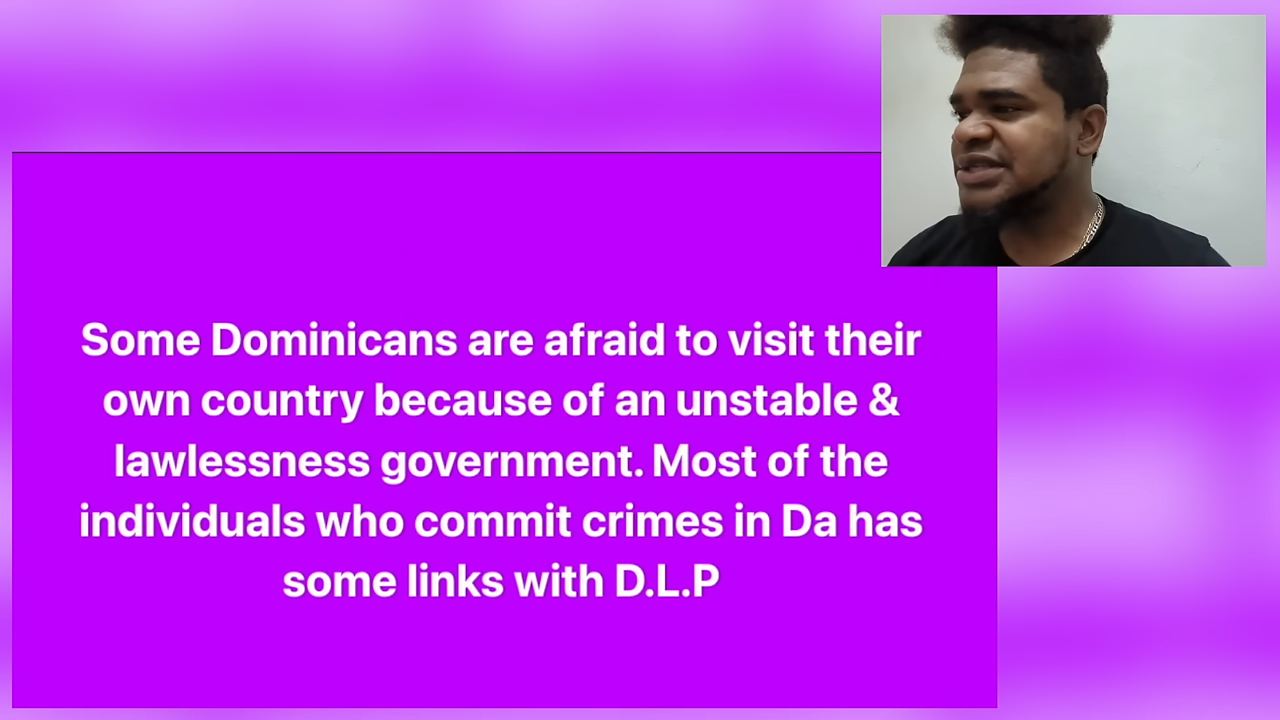 Some Dominicans are afraid to visit their
own country because of an unstable &
lawlessness government. Most of the
individuals who commit crimes in Da has
some links with D.L.P